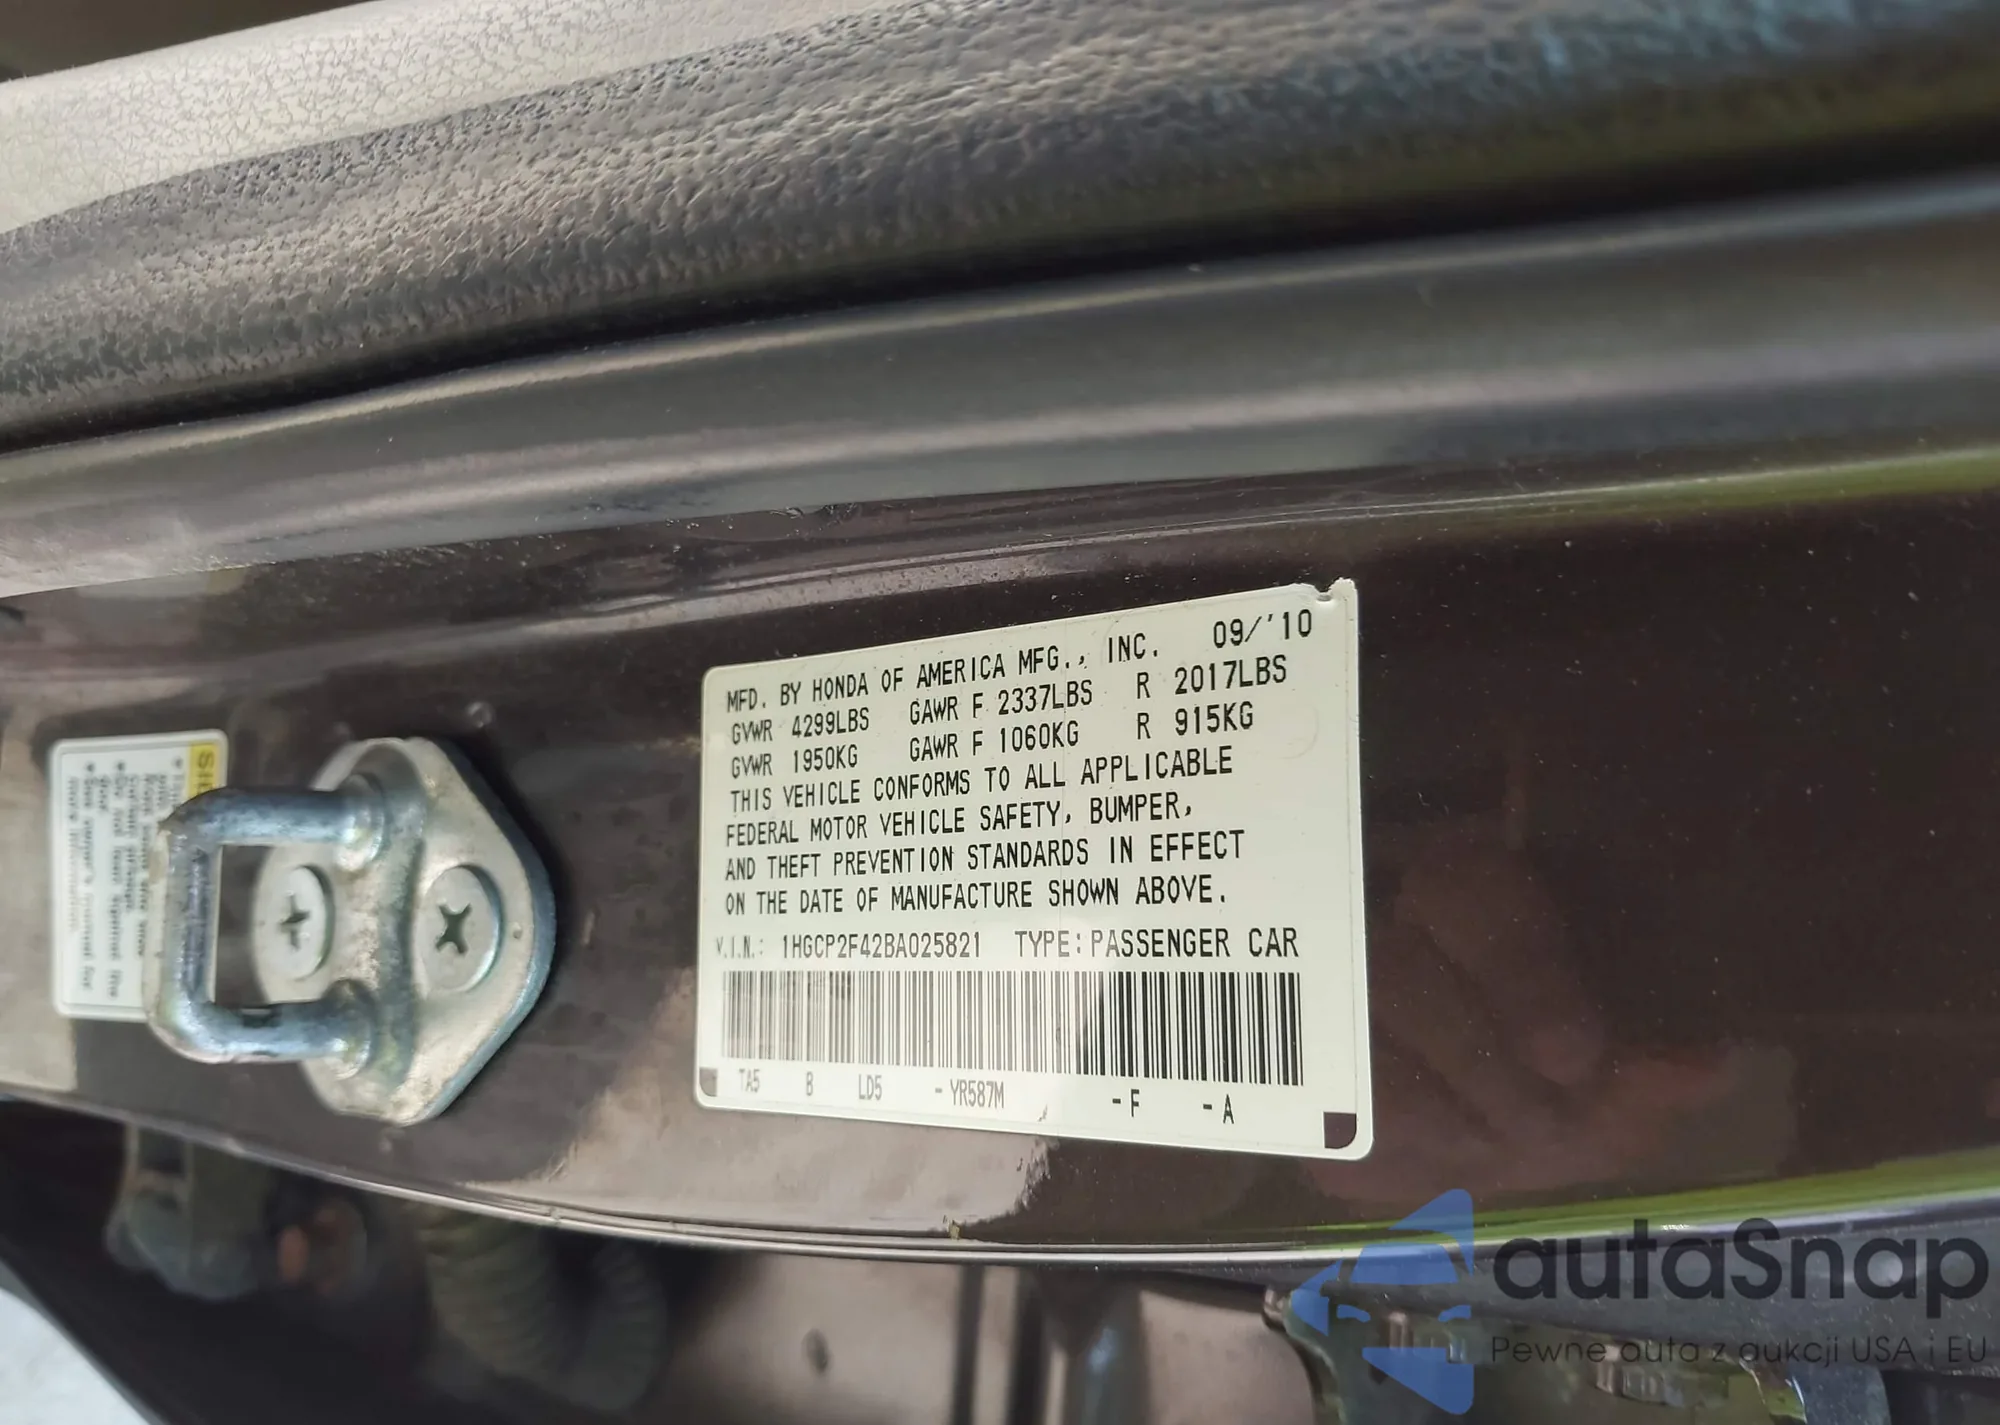 MFD. BY HONDA OF AMERICA MFG., INC. 09/'10
GVWR 4299LBS GAWR F 2337LBS R 2017LBS
GVWR 1950KG GAWR F 1060KG R 915KG
THIS VEHICLE CONFORMS TO ALL APPLICABLE
FEDERAL MOTOR VEHICLE SAFETY, BUMPER,
AND THEFT PREVENTION STANDARDS IN EFFECT
ON THE DATE OF MANUFACTURE SHOWN ABOVE.
V.I.N.: 1HGCP2F42BA025821 TYPE:PASSENGER CAR
TA5 B LD5 -YR587M -F -A
autaSnap
Pewne auta z aukcji USA i EU